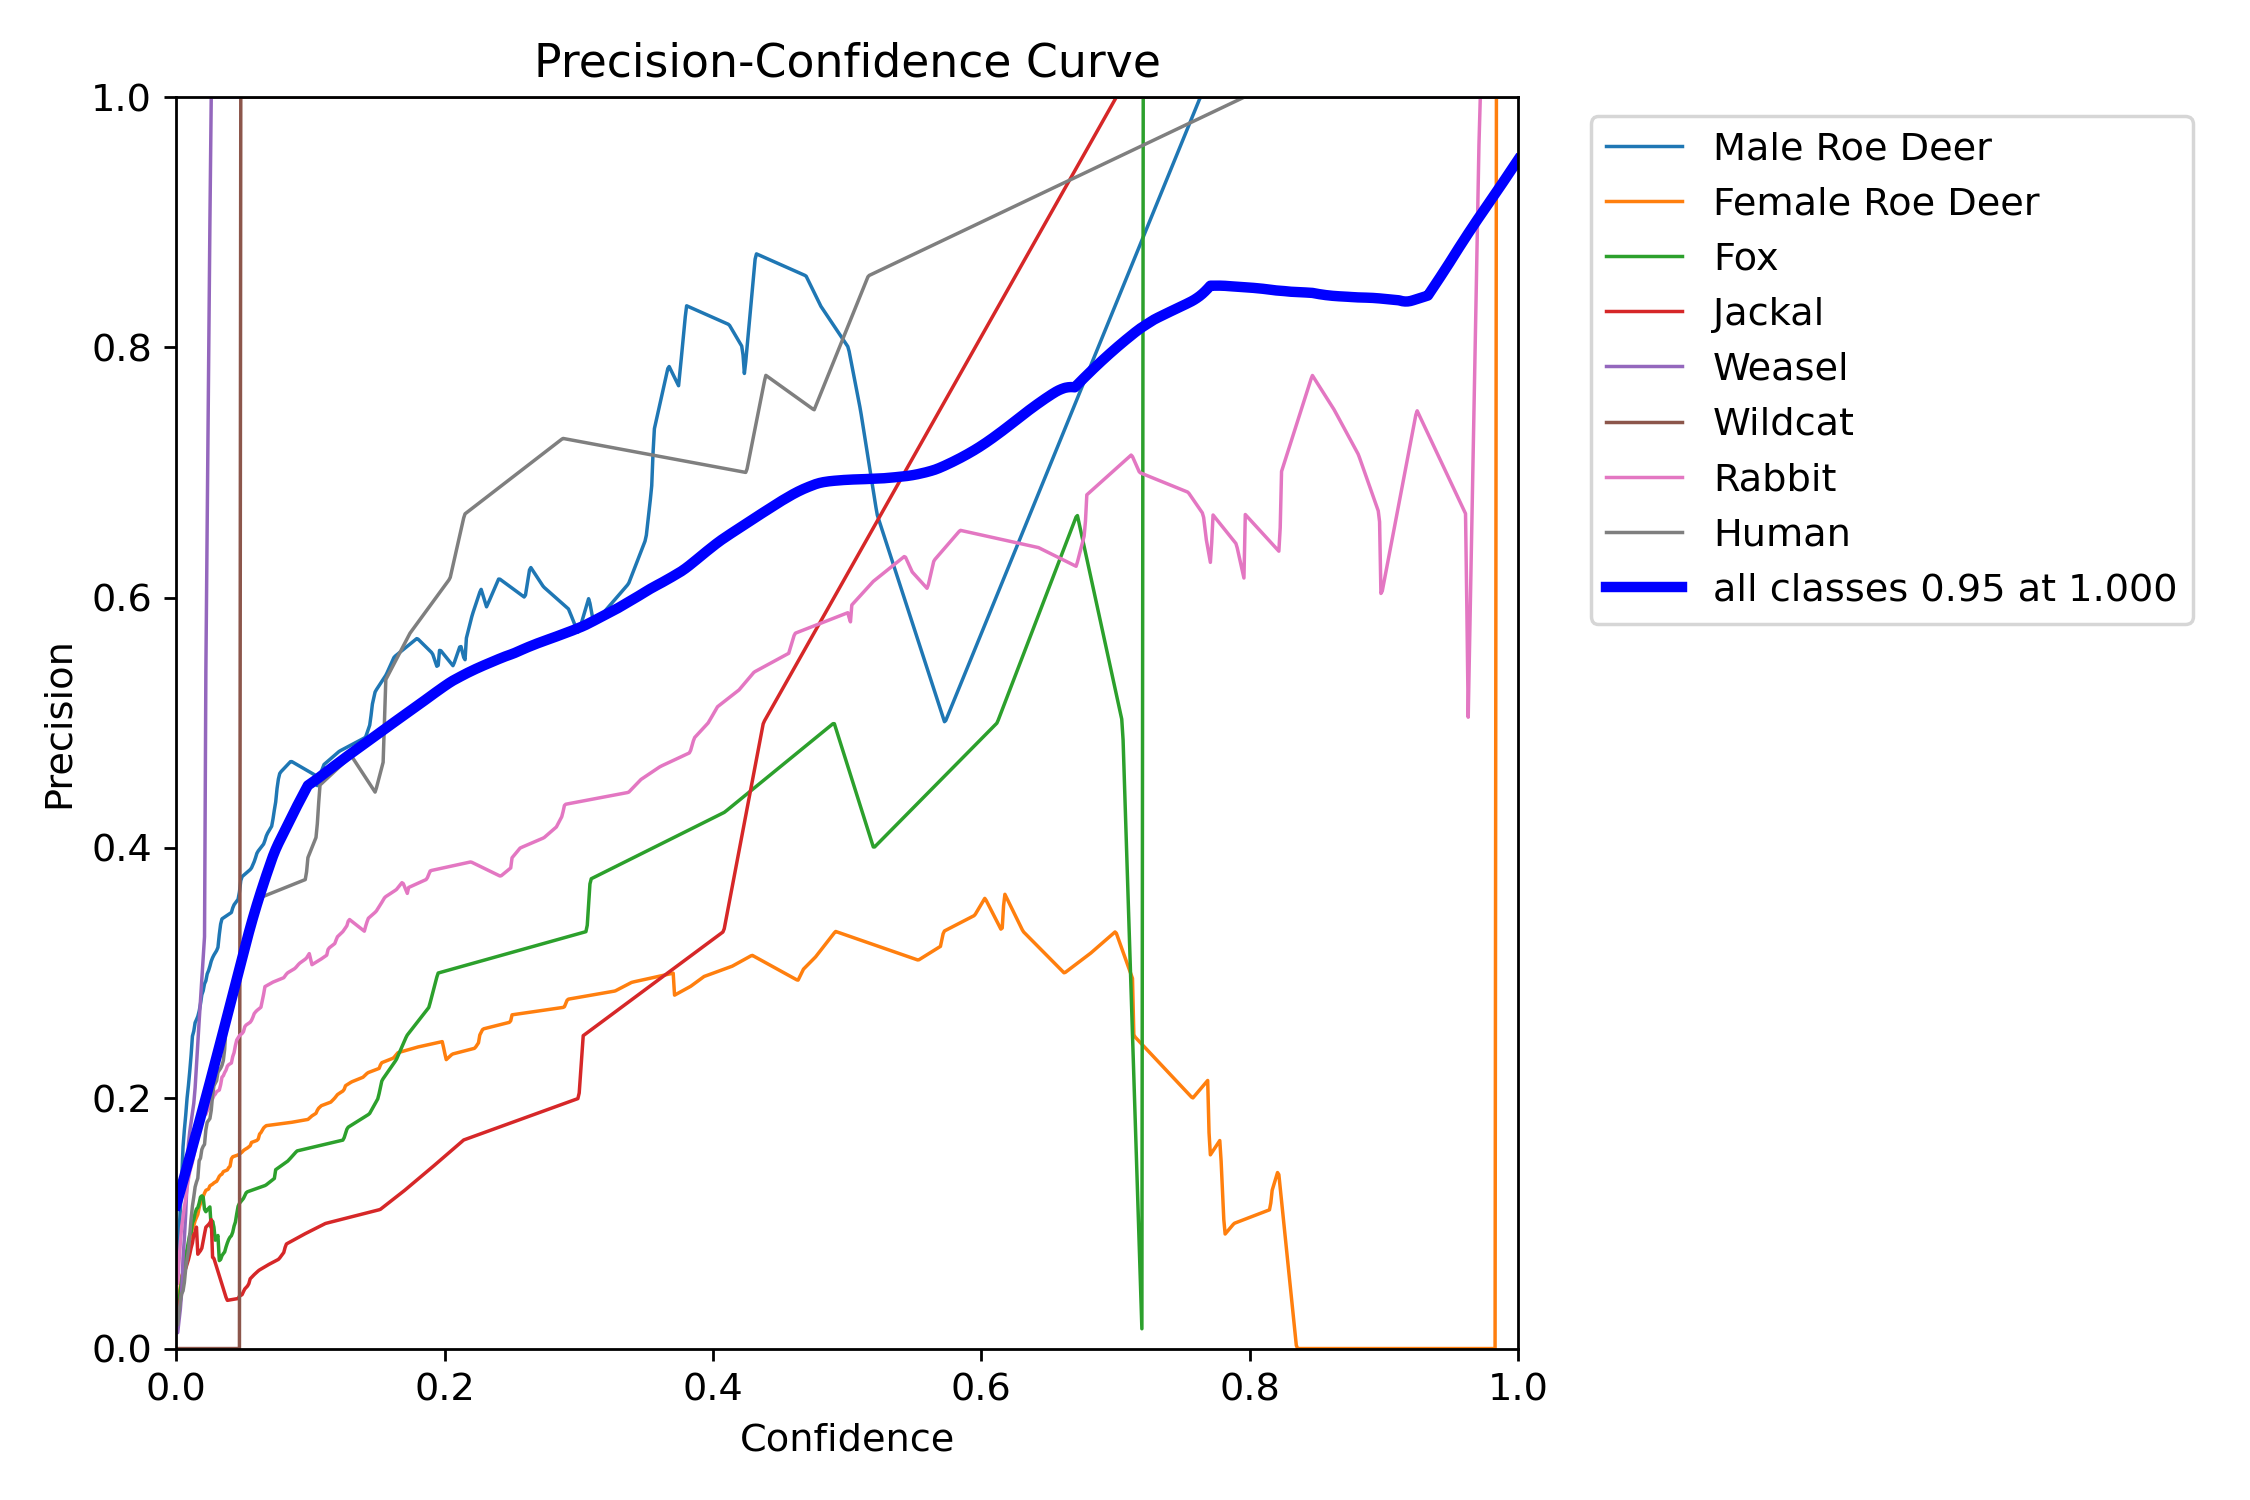 Precision-Confidence Curve
1.0
0.8
0.6
0.4
0.2
0.0
Precision
0.0 0.2 0.4 0.6 0.8 1.0
Confidence
Male Roe Deer
Female Roe Deer
Fox
Jackal
Weasel
Wildcat
Rabbit
Human
all classes 0.95 at 1.000